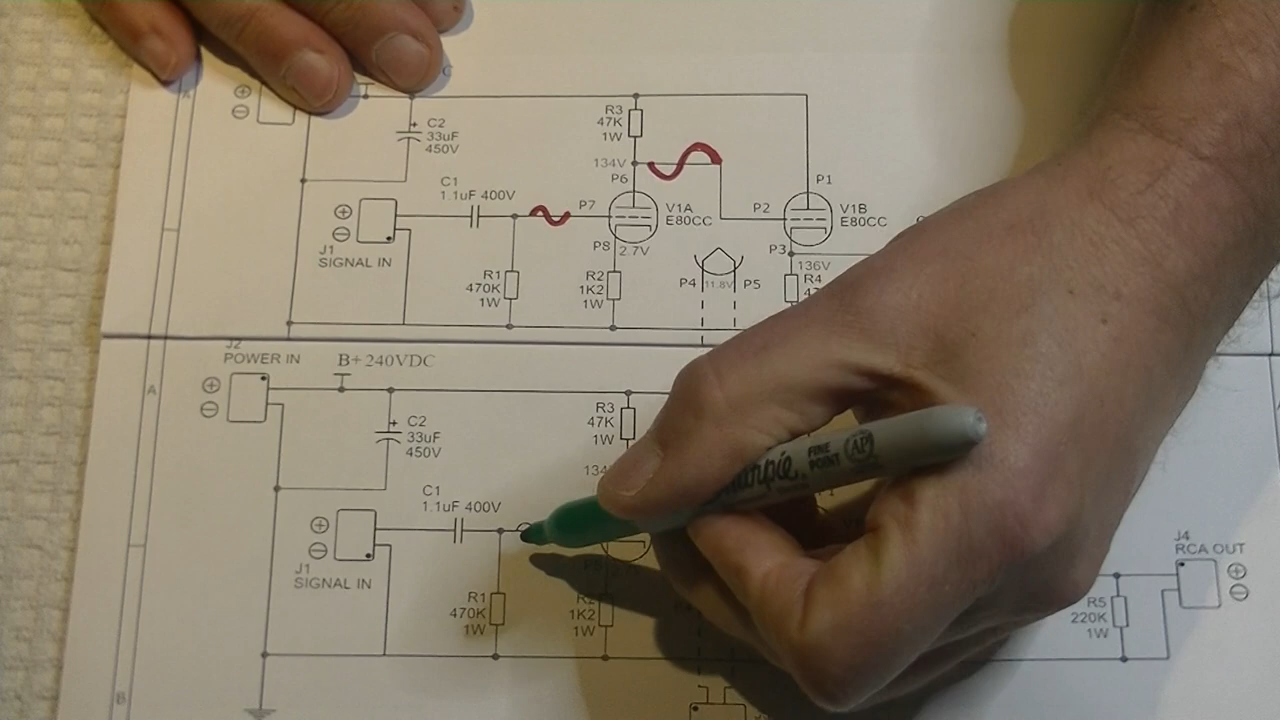 C2
33uF
450V
C1
1.1uF 400V
J1
SIGNAL IN
R1
470K
1W
R3
47K
1W
134V
P6
P7
V1A
E80CC
P8
2.7V
R2
1K2
1W
P4
11.8V
P5
P2
P1
V1B
E80CC
P3
136V
R4
A
J2
POWER IN
B+240VDC
C2
33uF
450V
C1
1.1uF 400V
J1
SIGNAL IN
R1
470K
1W
R3
47K
1W
R2
1K2
1W
Sharpie
FINE
POINT
AP
J4
RCA OUT
R5
220K
1W
A
B